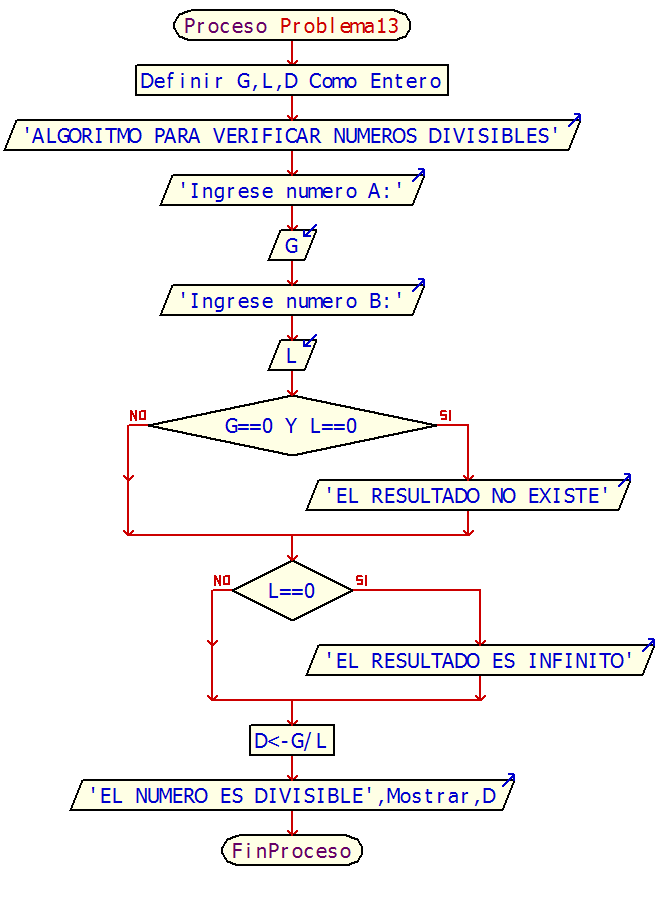 Proceso Problema13
Definir G,L,D Como Entero
'ALGORITMO PARA VERIFICAR NUMEROS DIVISIBLES'
'Ingrese numero A:'
G
'Ingrese numero B:'
L
NO
SI
G==0 Y L==0
'EL RESULTADO NO EXISTE'
NO
SI
L==0
'EL RESULTADO ES INFINITO'
D<-G/L
'EL NUMERO ES DIVISIBLE',Mostrar,D
FinProceso